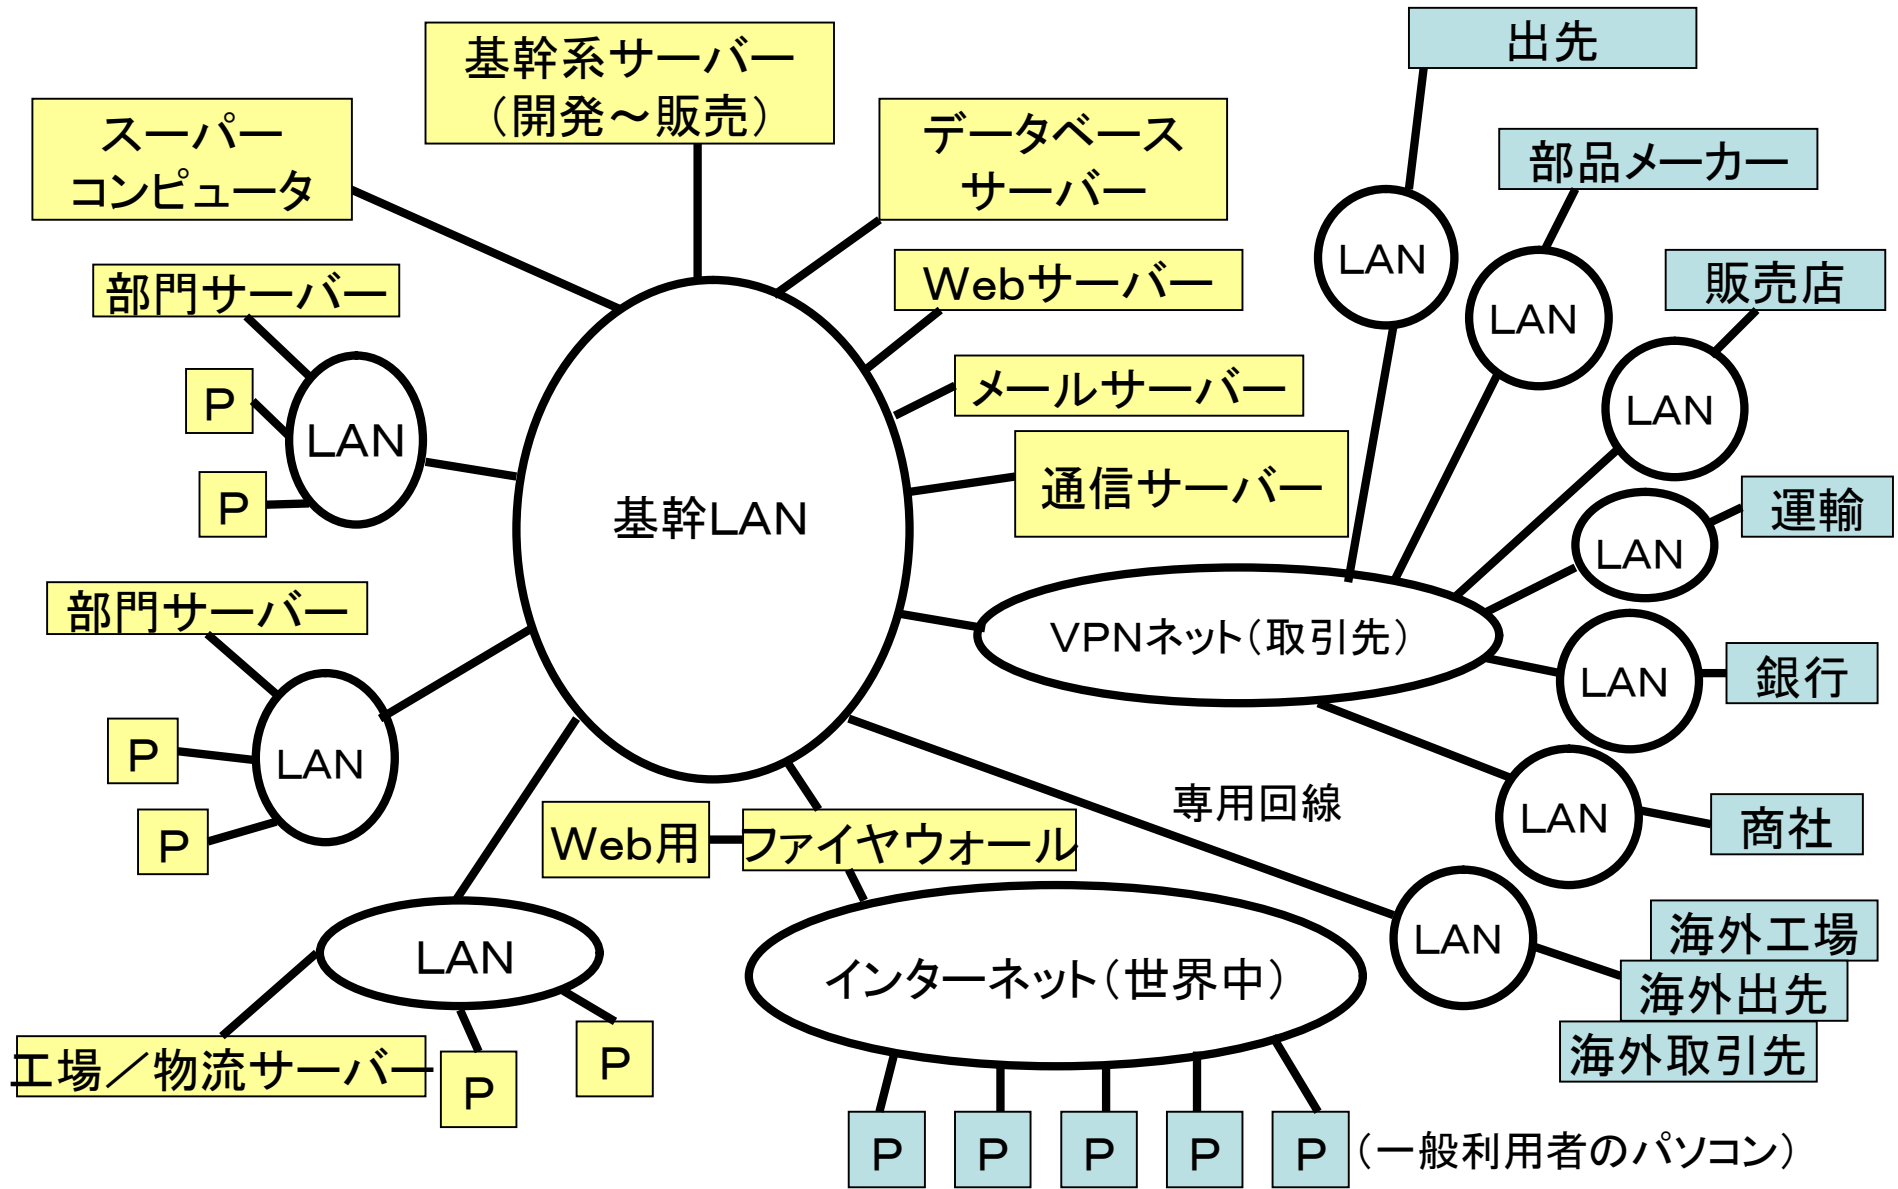 基幹系サーバー
（開発～販売）
スーパー
コンピュータ
データベース
サーバー
出先
部品メーカー
販売店
運輸
銀行
商社
海外工場
海外出先
海外取引先
LAN
LAN
LAN
LAN
LAN
LAN
LAN
Webサーバー
メールサーバー
通信サーバー
VPNネット（取引先）
専用回線
基幹LAN
部門サーバー
P
P
LAN
部門サーバー
P
P
LAN
LAN
工場／物流サーバー
P
P
Web用
ファイヤウォール
インターネット（世界中）
P
P
P
P
P
（一般利用者のパソコン）